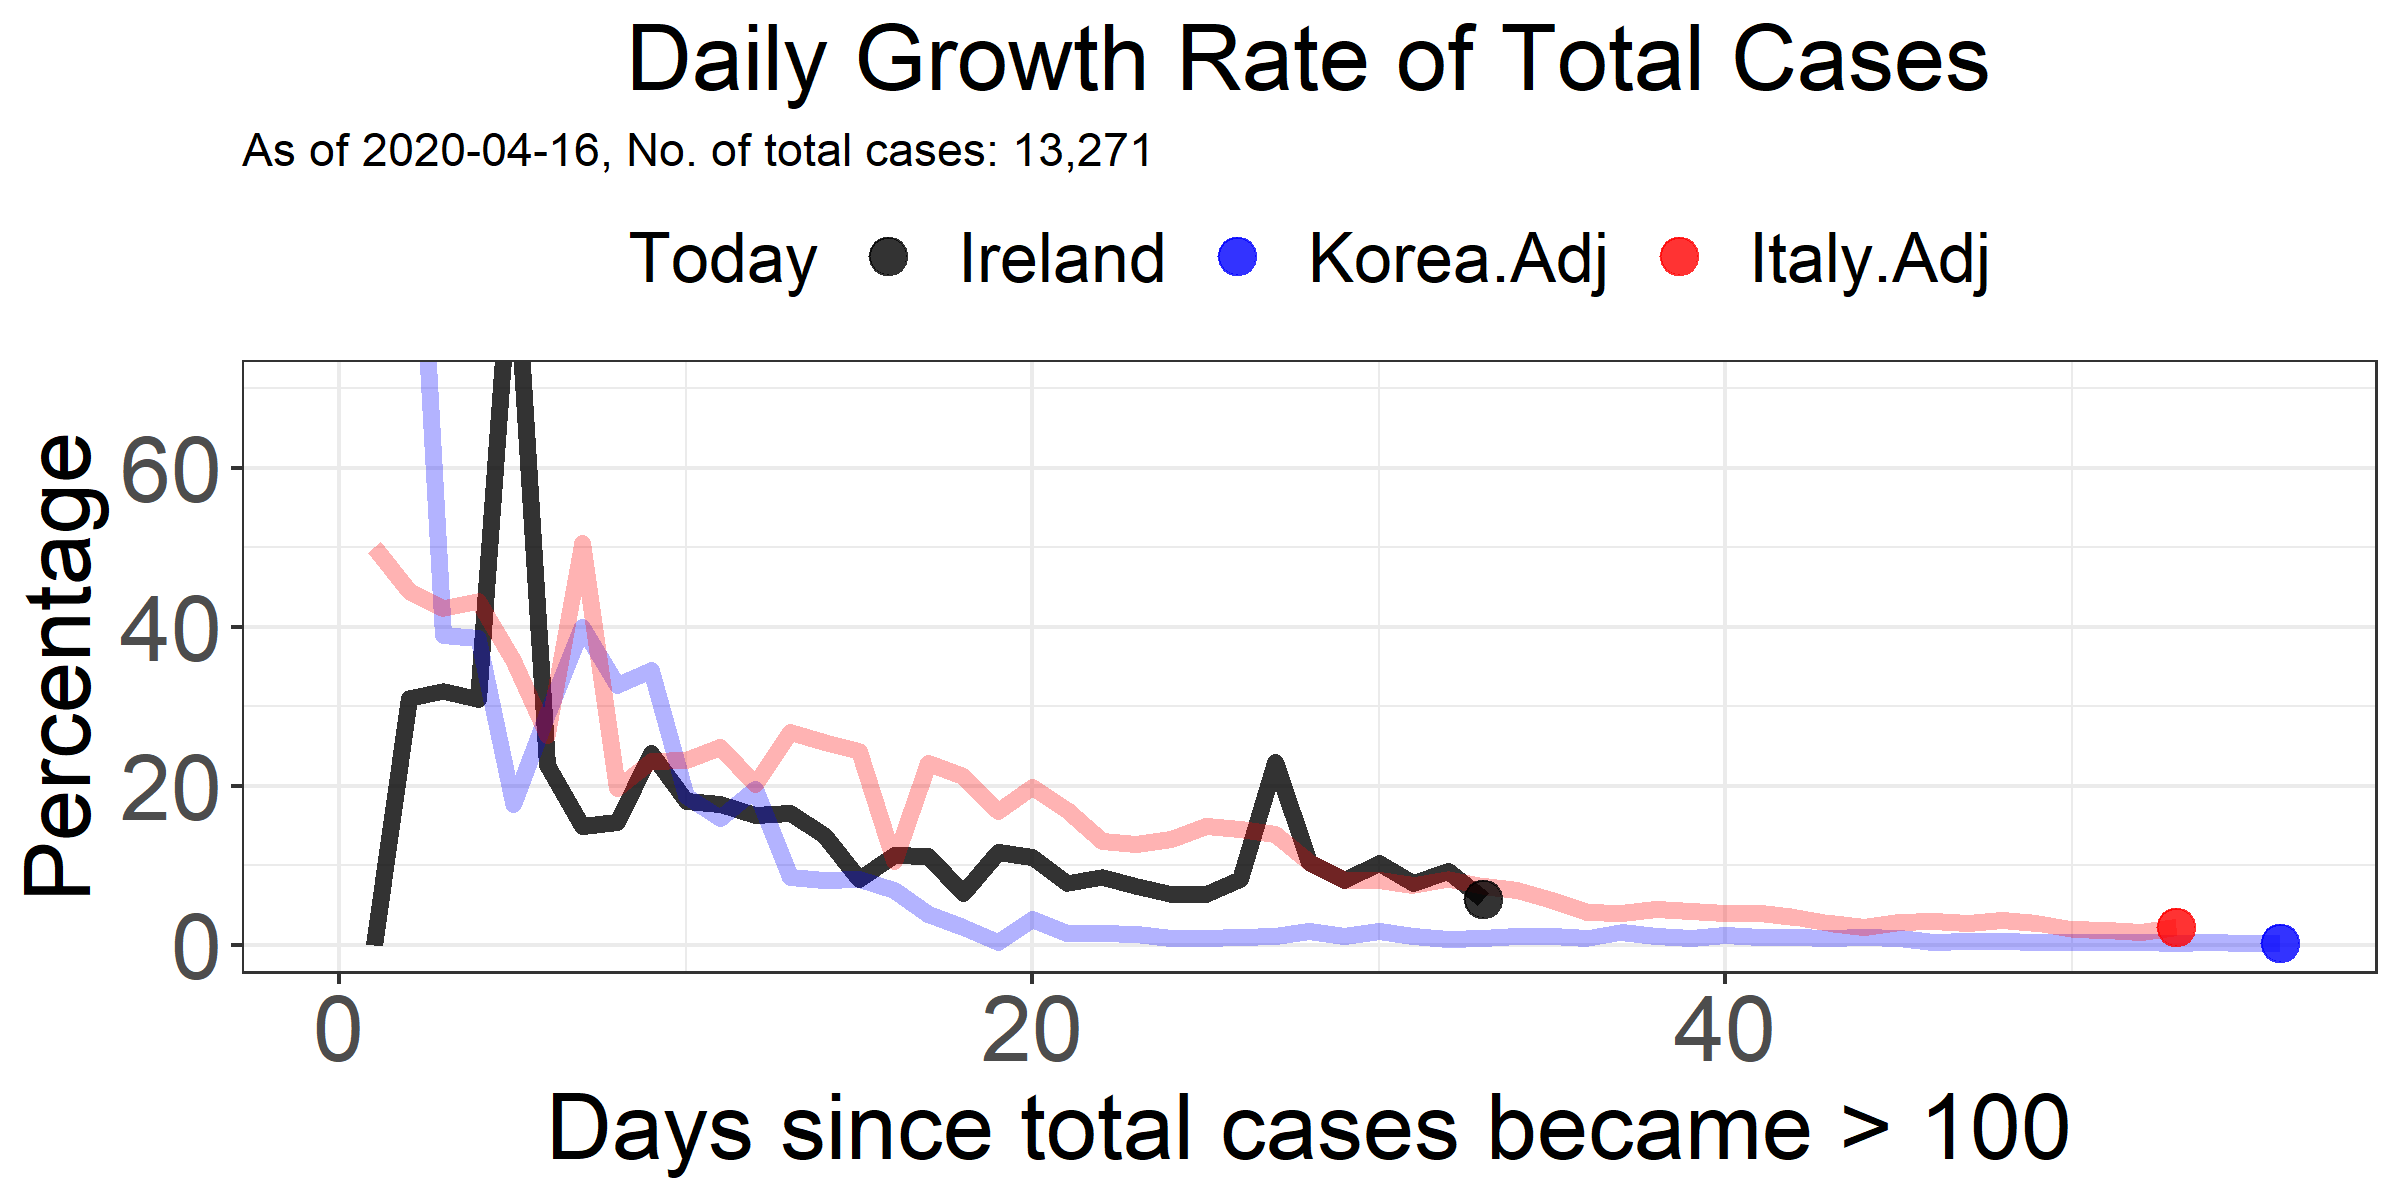 Daily Growth Rate of Total Cases
As of 2020-04-16, No. of total cases: 13,271
Today Ireland Korea.Adj Italy.Adj
Percentage
60
40
20
0
0 20 40
Days since total cases became > 100